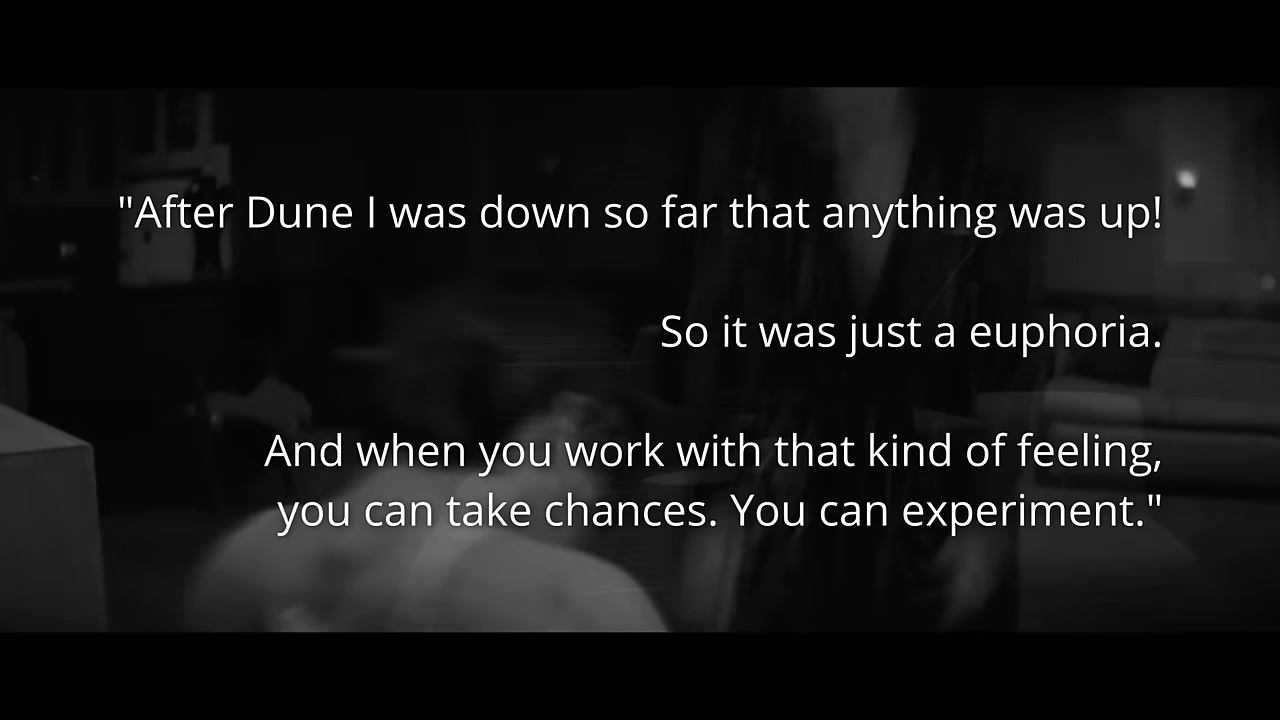 "After Dune I was down so far that anything was up!
So it was just a euphoria.
And when you work with that kind of feeling,
you can take chances. You can experiment."